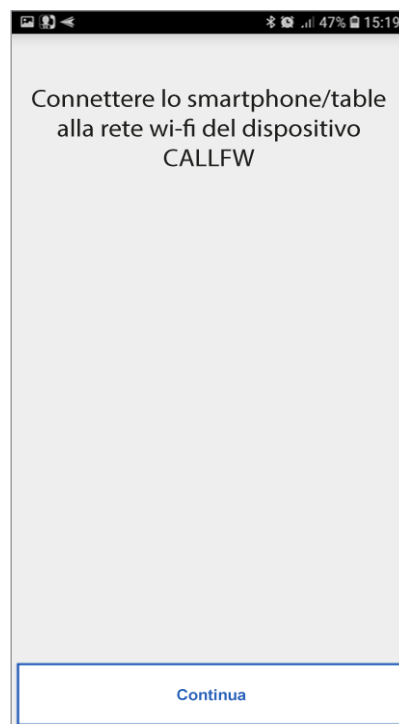 47% 15:19
Connettere lo smartphone/table
alla rete wi-fi del dispositivo
CALLFW
Continua